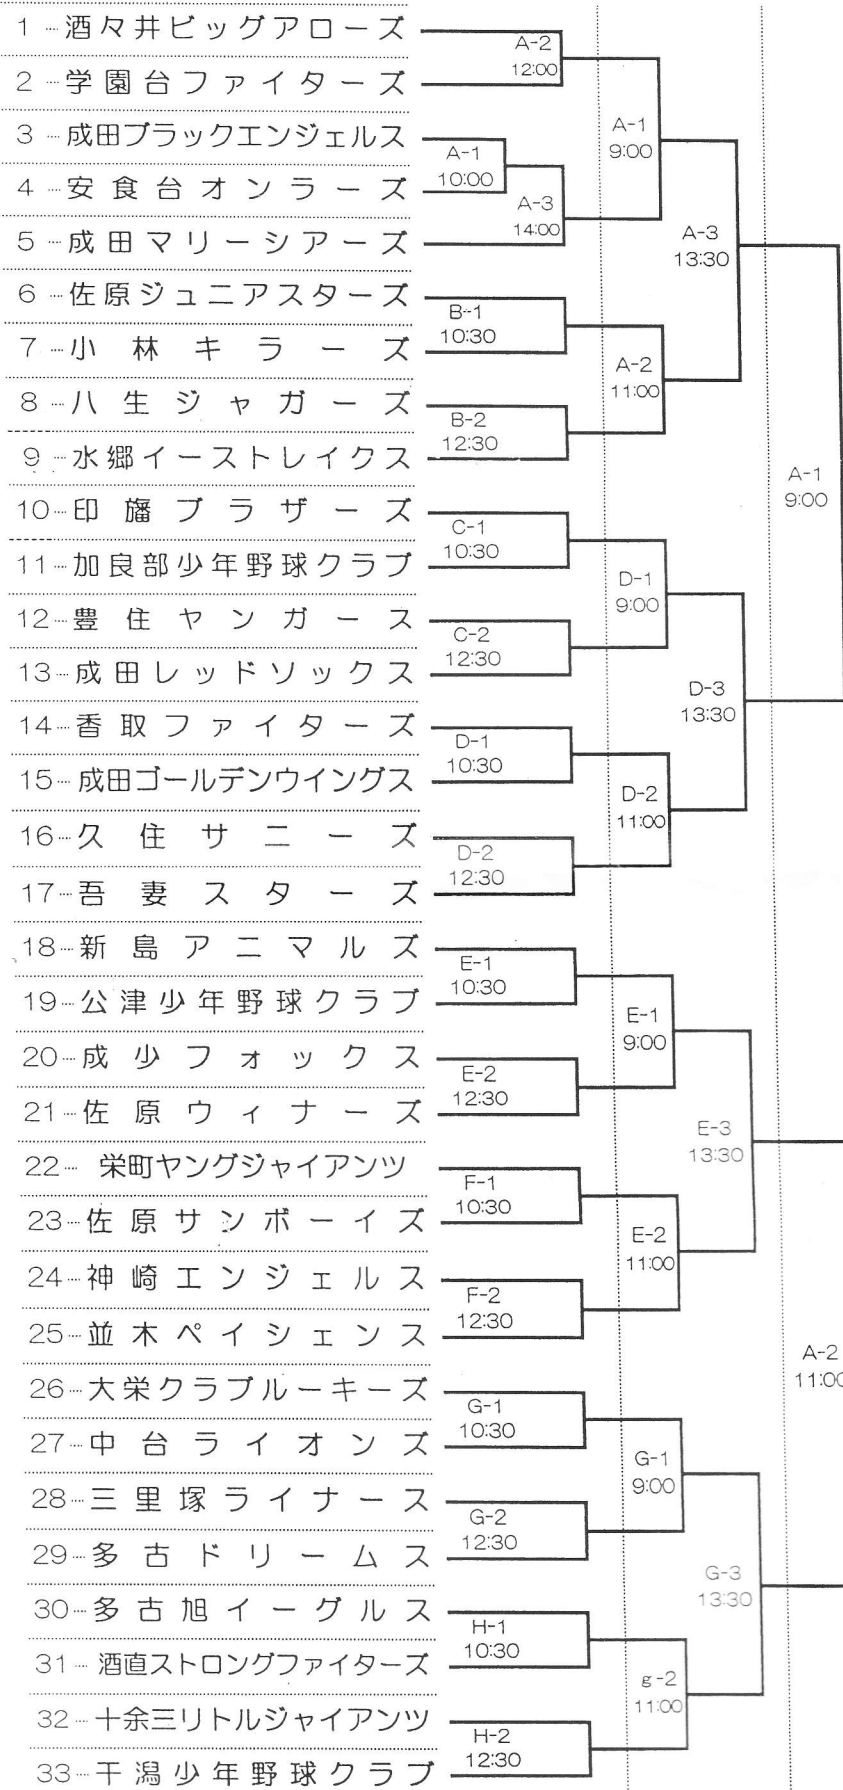 1 酒々井ビッグアローズ
2 学園台ファイターズ
3 成田ブラックエンジェルス
4 安食台オンラーズ
5 成田マリーシアーズ
6 佐原ジュニアスターズ
7 小林キラーズ
8 八生ジャガーズ
9 水郷イーストレイクス
10 印旛ブラザーズ
11 加良部少年野球クラブ
12 豊住ヤンガース
13 成田レッドソックス
14 香取ファイターズ
15 成田ゴールデンウイングス
16 久住サニーズ
17 吾妻スターズ
18 新島アニマルズ
19 公津少年野球クラブ
20 成少フォックス
21 佐原ウィナーズ
22 栄町ヤングジャイアンツ
23 佐原サンボーイズ
24 神崎エンジェルス
25 並木ペイシェンス
26 大栄クラブルーキーズ
27 中台ライオンズ
28 三里塚ライナース
29 多古ドリームス
30 多古旭イーグルス
31 酒直ストロングファイターズ
32 十余三リトルジャイアンツ
33 干潟少年野球クラブ
A-2
12:00
A-1
10:00
A-3
14:00
B-1
10:30
B-2
12:30
C-1
10:30
C-2
12:30
D-1
10:30
D-2
12:30
E-1
10:30
E-2
12:30
F-1
10:30
F-2
12:30
G-1
10:30
G-2
12:30
H-1
10:30
H-2
12:30
A-1
9:00
A-2
11:00
D-1
9:00
D-2
11:00
E-1
9:00
E-2
11:00
G-1
9:00
g-2
11:00
A-3
13:30
D-3
13:30
E-3
13:30
G-3
13:30
A-1
9:00
A-2
11:00